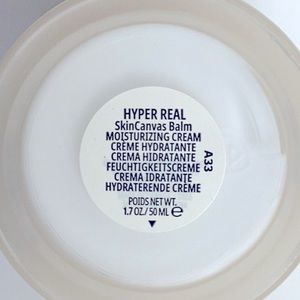 HYPER REAL
SkinCanvas Balm
MOISTURIZING CREAM
CRÈME HYDRATANTE
CREMA HIDRATANTE
FEUCHTIGKEITSCREME
CREMA IDRATANTE
HYDRATERENDE CRÈME
POIDS NET WT.
1.7 OZ./50 ML ℮
A33